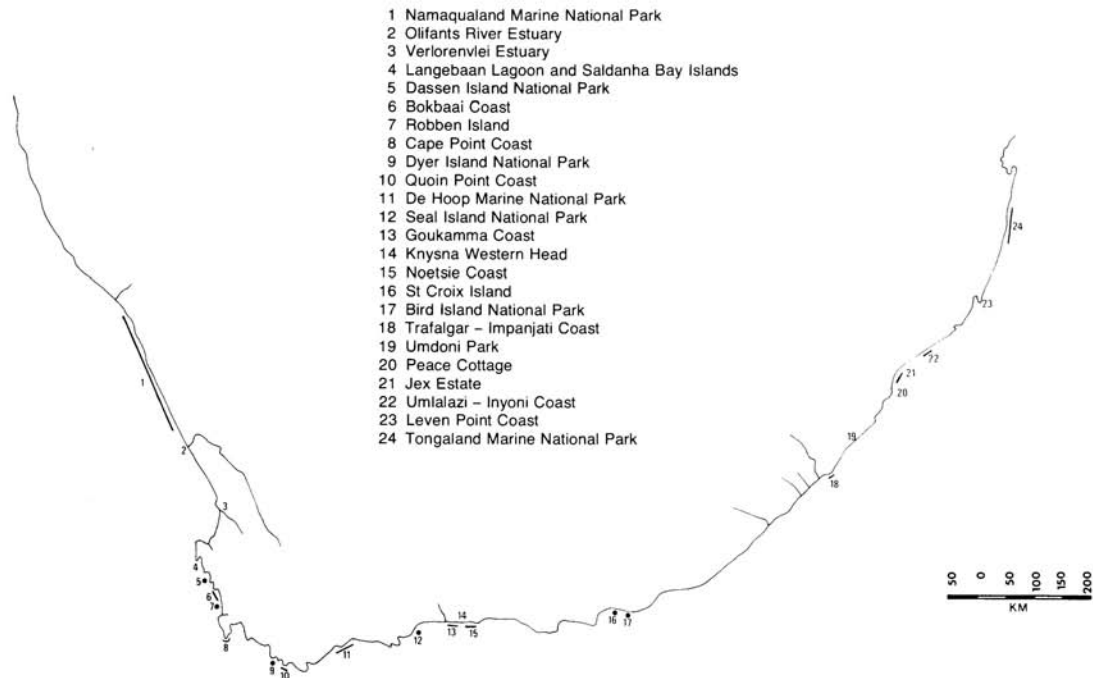 1 Namaqualand Marine National Park
2 Olifants River Estuary
3 Verlorenvlei Estuary
4 Langebaan Lagoon and Saldanha Bay Islands
5 Dassen Island National Park
6 Bokbaai Coast
7 Robben Island
8 Cape Point Coast
9 Dyer Island National Park
10 Quoin Point Coast
11 De Hoop Marine National Park
12 Seal Island National Park
13 Goukamma Coast
14 Knysna Western Head
15 Noetsie Coast
16 St Croix Island
17 Bird Island National Park
18 Trafalgar – Impanjati Coast
19 Umdoni Park
20 Peace Cottage
21 Jex Estate
22 Umlalazi – Inyoni Coast
23 Leven Point Coast
24 Tongaland Marine National Park
24
23
22
21
20
1
19
2
18
3
4
5
6
7
50 0 50 100 150 200
KM
16 17
14
13 15
12
8
11
9
10